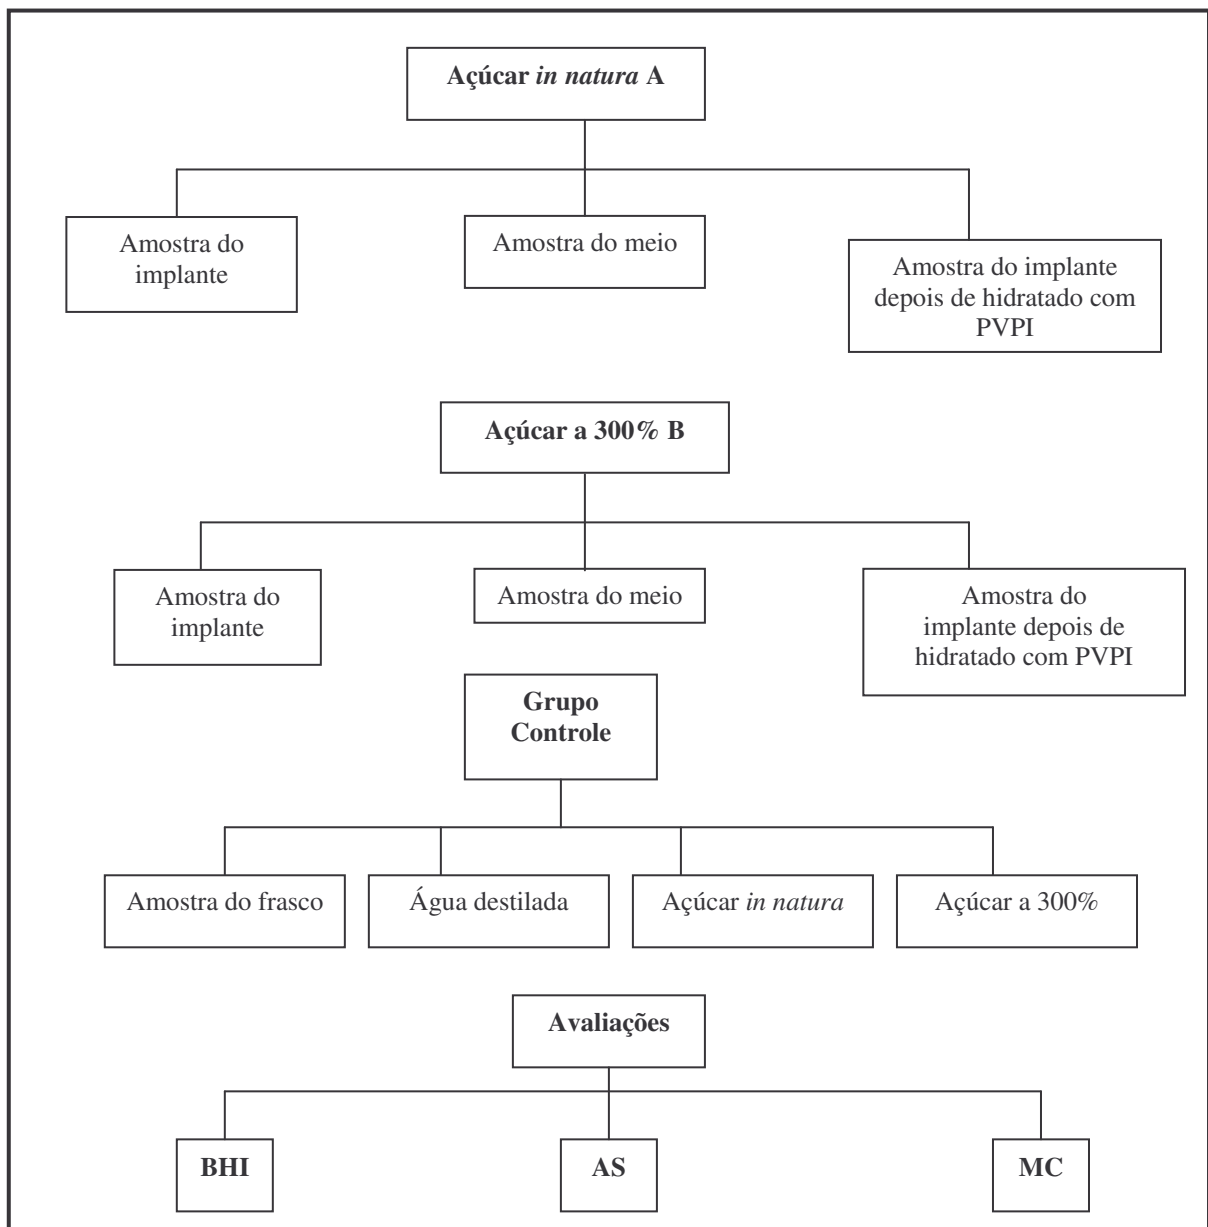 Açúcar in natura A
Amostra do
implante
Amostra do meio
Amostra do implante
depois de hidratado com
PVPI
Açúcar a 300% B
Amostra do
implante
Amostra do meio
Amostra do
implante depois de
hidratado com PVPI
Grupo
Controle
Amostra do frasco
Água destilada
Açúcar in natura
Açúcar a 300%
Avaliações
BHI
AS
MC